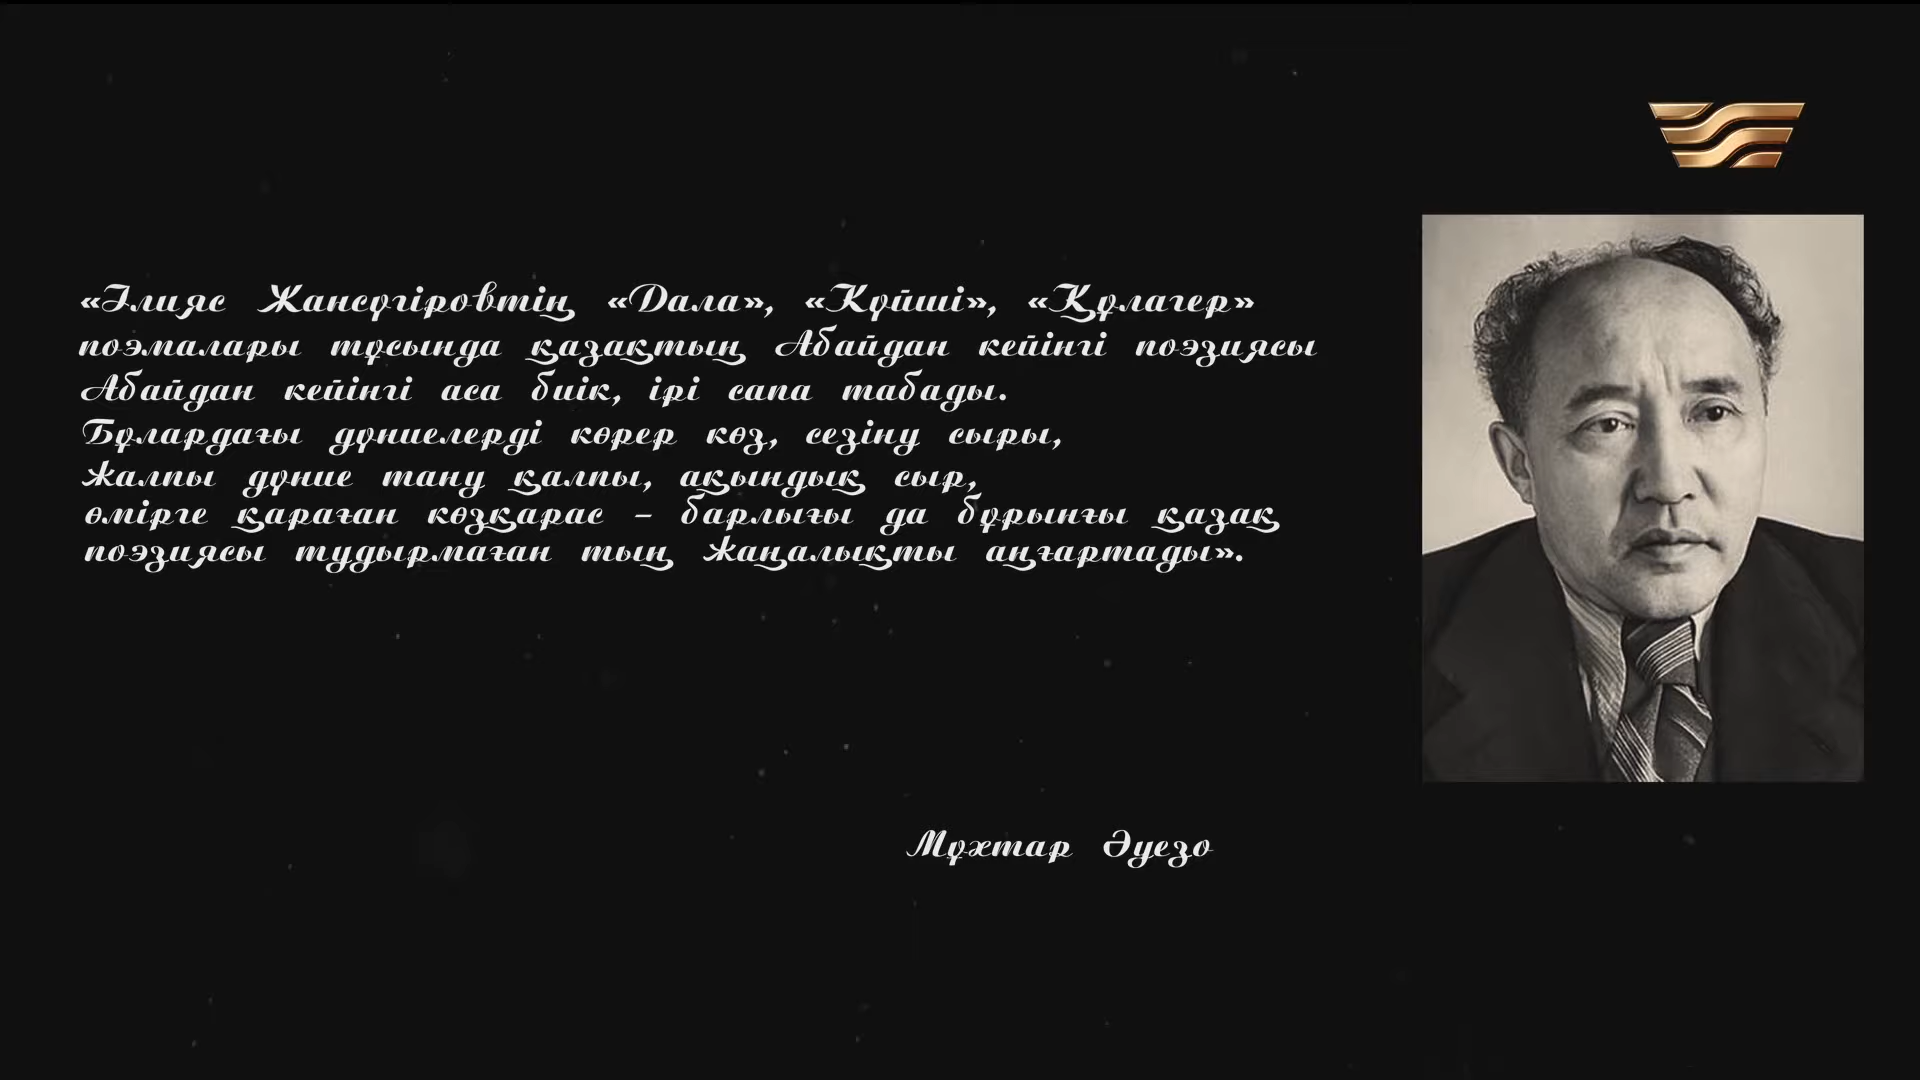 «Ілияс Жансүгіровтің «Дала», «Күйші», «Құлагер»
поэмалары тұсында қазақтың Абайдан кейінгі поэзиясы
Абайдан кейінгі аса биік, ірі сапа табады.
Бұлардағы дүниелерді көрер көз, сезіну сыры,
жалпы дүние тану қалпы, ақындық сыр,
өмірге қараған көзқарас – барлығы да бұрынғы қазақ
поэзиясы тудырмаған тың жаңалықты аңғартады».
Мұхтар Әуезо